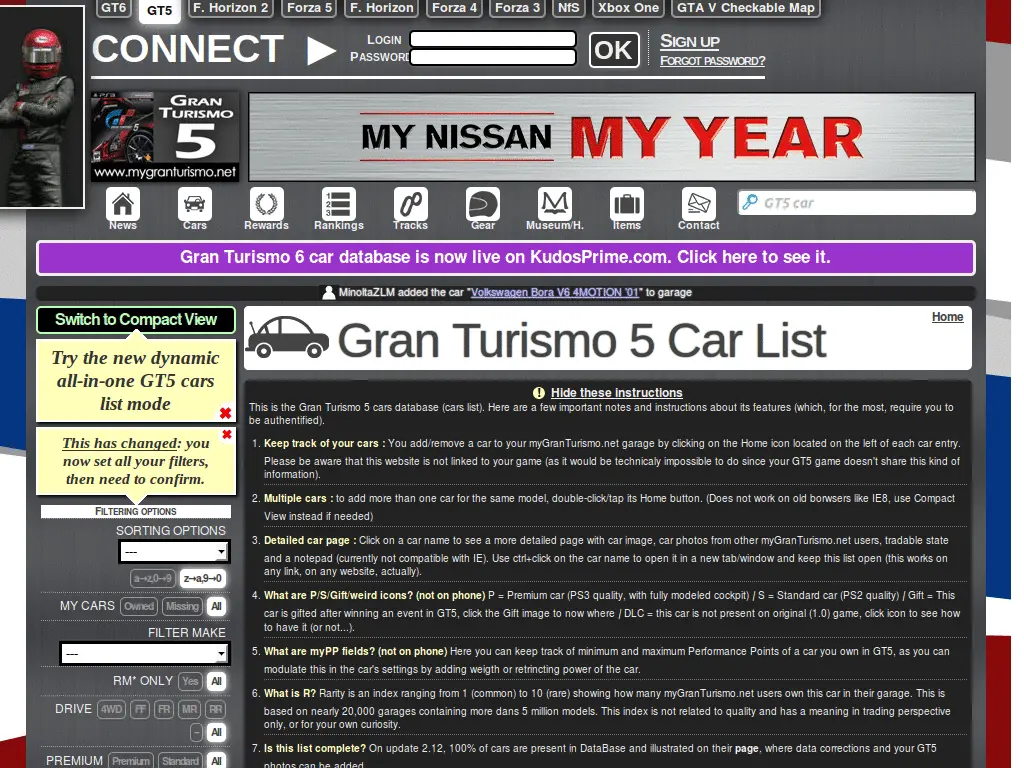 GT6 GT5 F. Horizon 2 Forza 5 F. Horizon Forza 4 Forza 3 NfS Xbox One GTA V Checkable Map
CONNECT
Login
Password
OK
Sign up
forgot password?
Gran Turismo 5
www.mygranturismo.net
MY NISSAN MY YEAR
News Cars Rewards Rankings Tracks Gear Museum/H. Items Contact
GT5 car
Gran Turismo 6 car database is now live on KudosPrime.com. Click here to see it.
MinoltaZLM added the car "Volkswagen Bora V6 4MOTION '01" to garage
Switch to Compact View
Try the new dynamic
all-in-one GT5 cars
list mode
This has changed: you
now set all your filters,
then need to confirm.
Filtering options
SORTING OPTIONS
---
a→z,0→9 z→a,9→0
MY CARS Owned Missing All
FILTER MAKE
---
RM* ONLY Yes All
DRIVE 4WD FF FR MR RR
– All
PREMIUM Premium Standard All
Home
Gran Turismo 5 Car List
Hide these instructions
This is the Gran Turismo 5 cars database (cars list). Here are a few important notes and instructions about its features (which, for the most, require you to
be authentified).
1. Keep track of your cars : You add/remove a car to your myGranTurismo.net garage by clicking on the Home icon located on the left of each car entry.
Please be aware that this website is not linked to your game (as it would be technicaly impossible to do since your GT5 game doesn't share this kind of
information).
2. Multiple cars : to add more than one car for the same model, double-click/tap its Home button. (Does not work on old borwsers like IE8, use Compact
View instead if needed)
3. Detailed car page : Click on a car name to see a more detailed page with car image, car photos from other myGranTurismo.net users, tradable state
and a notepad (currently not compatible with IE). Use ctrl+click on the car name to open it in a new tab/window and keep this list open (this works on
any link, on any website, actually).
4. What are P/S/Gift/weird icons? (not on phone) P = Premium car (PS3 quality, with fully modeled cockpit) / S = Standard car (PS2 quality) / Gift = This
car is gifted after winning an event in GT5, click the Gift image to now where / DLC = this car is not present on original (1.0) game, click icon to see how
to have it (or not...).
5. What are myPP fields? (not on phone) Here you can keep track of minimum and maximum Performance Points of a car you own in GT5, as you can
modulate this in the car's settings by adding weigth or retrincting power of the car.
6. What is R? Rarity is an index ranging from 1 (common) to 10 (rare) showing how many myGranTurismo.net users own this car in their garage. This is
based on nearly 20,000 garages containing more dans 5 million models. This index is not related to quality and has a meaning in trading perspective
only, or for your own curiosity.
7. Is this list complete? On update 2.12, 100% of cars are present in DataBase and illustrated on their page, where data corrections and your GT5
photos can be added.